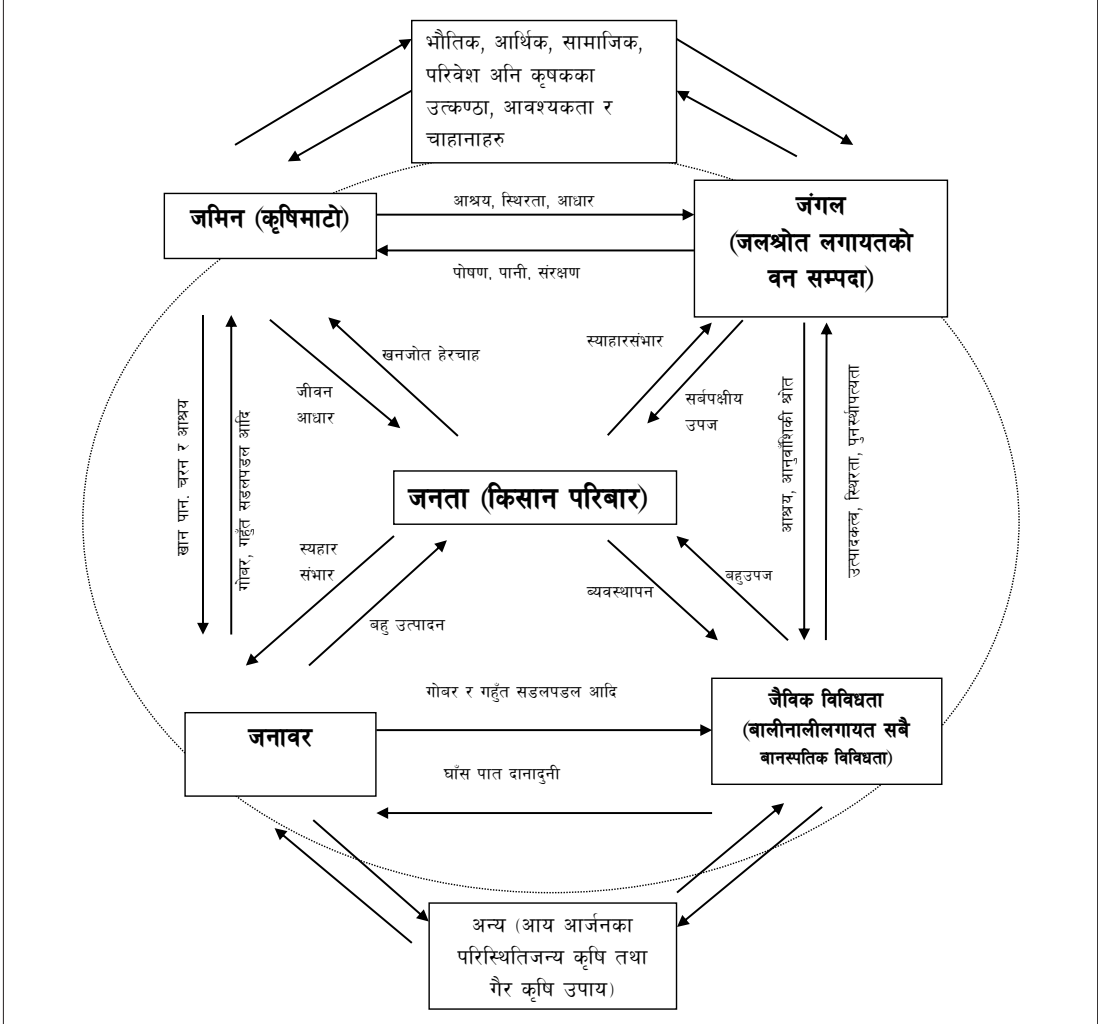 भौतिक, आर्थिक, सामाजिक,
परिवेश अनि कृषकका
उत्कण्ठा, आवश्यकता र
चाहानाहरु
जमिन (कृषिमाटो)
आश्रय, स्थिरता, आधार
पोषण, पानी, संरक्षण
जंगल
(जलश्रोत लगायतको
वन सम्पदा)
खनजोत हेरचाह
जीवन
आधार
स्याहारसंभार
सर्बपक्षीय
उपज
खान पान, चरन र आश्रय
गोबर, गहुँत सडलपडल आदि
आश्रय, आनुवाँशिकी श्रोत
उत्पादकत्व, स्थिरता, पुनर्स्थापत्यता
जनता (किसान परिबार)
स्यहार
संभार
बहु उत्पादन
ब्यवस्थापन
बहुउपज
गोबर र गहुँत सडलपडल आदि
घाँस पात दानादुनी
जनावर
जैविक विविधता
(बालीनालीलगायत सबै
बानस्पतिक विविधता)
अन्य (आय आर्जनका
परिस्थितिजन्य कृषि तथा
गैर कृषि उपाय)